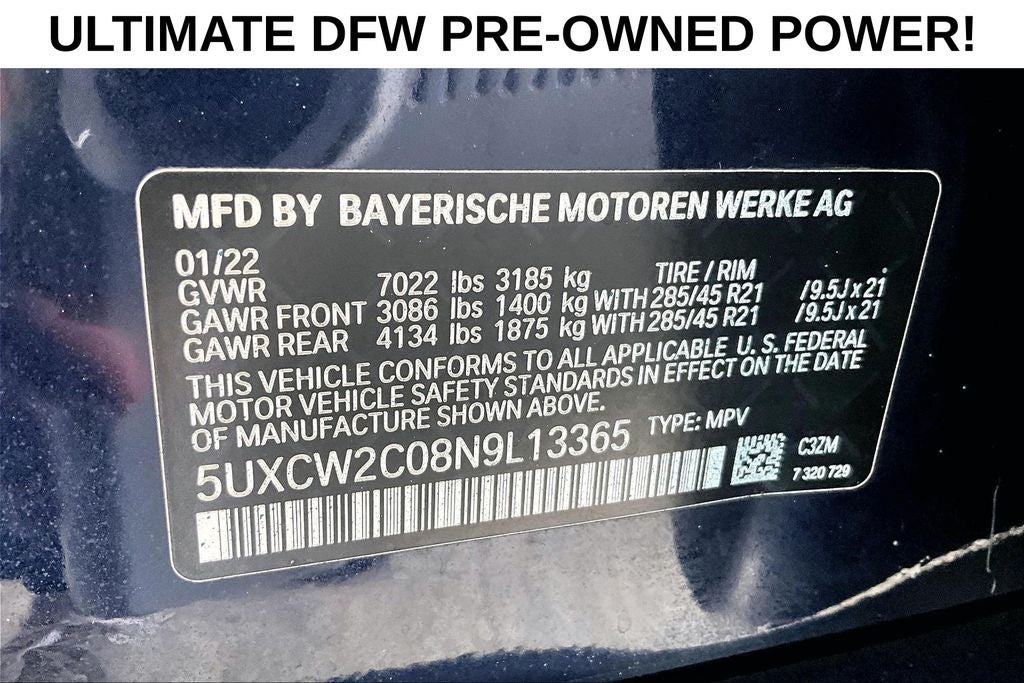 ULTIMATE DFW PRE-OWNED POWER!
MFD BY BAYERISCHE MOTOREN WERKE AG
01/22
GVWR 7022 lbs 3185 kg TIRE / RIM
GAWR FRONT 3086 lbs 1400 kg WITH 285/45 R21 /9.5J x 21
GAWR REAR 4134 lbs 1875 kg WITH 285/45 R21 /9.5J x 21
THIS VEHICLE CONFORMS TO ALL APPLICABLE U. S. FEDERAL
MOTOR VEHICLE SAFETY STANDARDS IN EFFECT ON THE DATE
OF MANUFACTURE SHOWN ABOVE.
5UXCW2C08N9L13365 TYPE: MPV
C3ZM
7 320 729